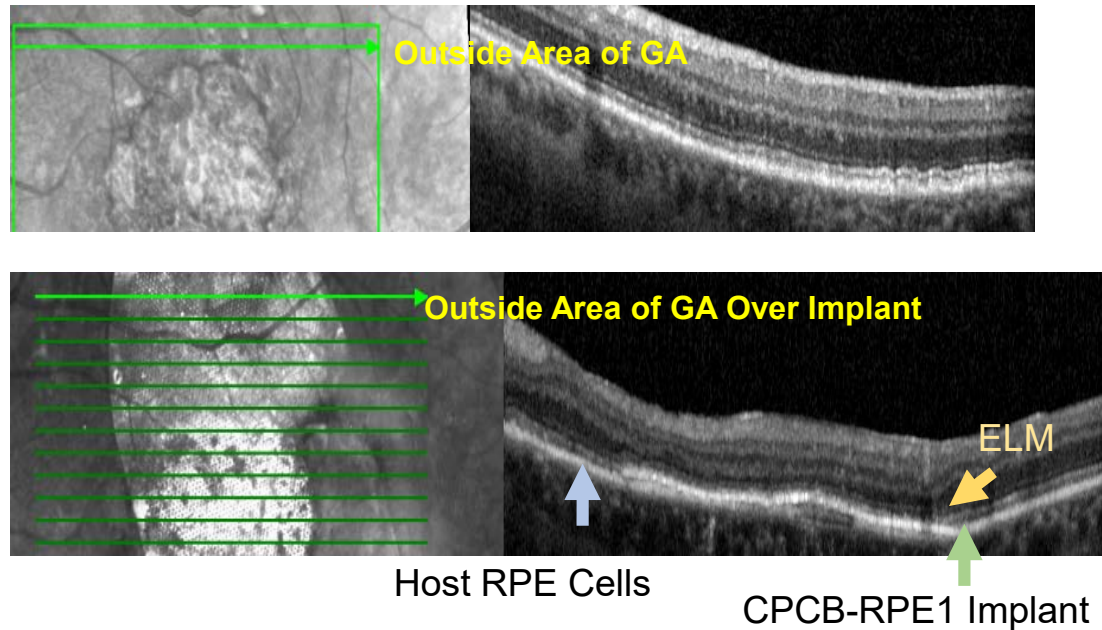 Outside Area of GA
Outside Area of GA Over Implant
ELM
Host RPE Cells
CPCB-RPE1 Implant